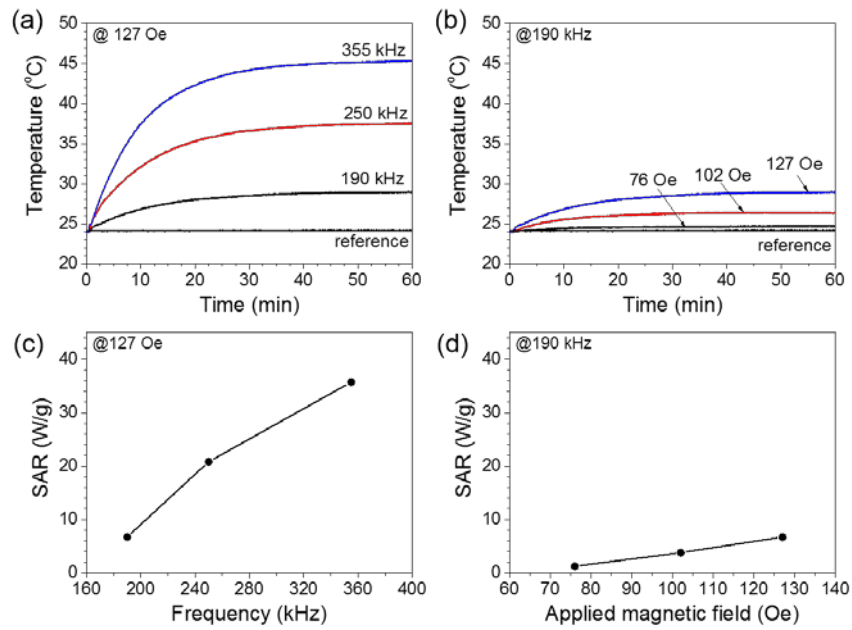 (a)
@ 127 Oe
Temperature (°C)
50
45
40
35
30
25
20
355 kHz
250 kHz
190 kHz
reference
0 10 20 30 40 50 60
Time (min)
(b)
@190 kHz
Temperature (°C)
50
45
40
35
30
25
20
76 Oe
102 Oe
127 Oe
reference
0 10 20 30 40 50 60
Time (min)
(c)
@127 Oe
SAR (W/g)
40
30
20
10
0
160 200 240 280 320 360 400
Frequency (kHz)
(d)
@190 kHz
SAR (W/g)
40
30
20
10
0
60 70 80 90 100 110 120 130 140
Applied magnetic field (Oe)